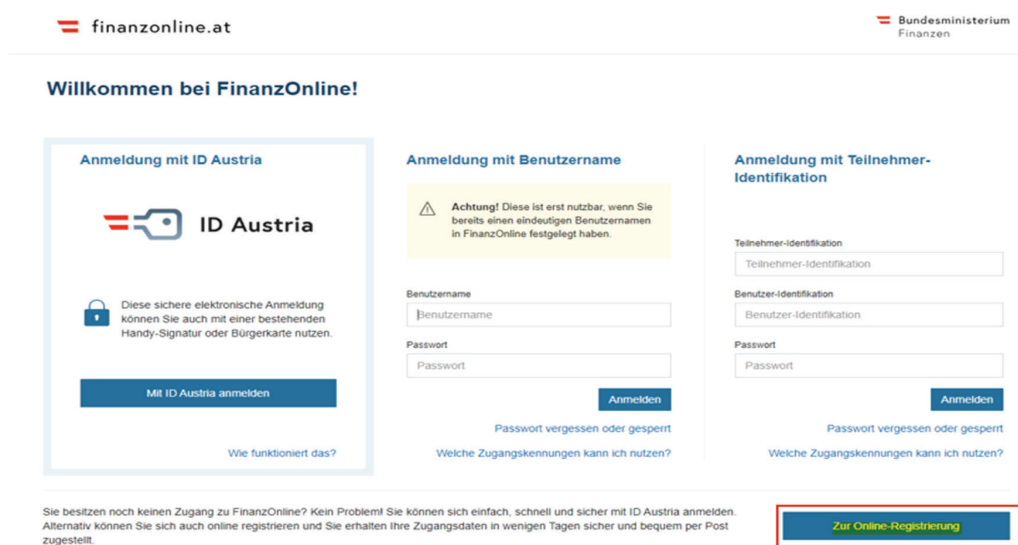 finanzonline.at
Bundesministerium
Finanzen
Willkommen bei FinanzOnline!
Anmeldung mit ID Austria
ID Austria
Diese sichere elektronische Anmeldung
können Sie auch mit einer bestehenden
Handy-Signatur oder Bürgerkarte nutzen.
Mit ID Austria anmelden
Wie funktioniert das?
Anmeldung mit Benutzername
Achtung! Diese ist erst nutzbar, wenn Sie
bereits einen eindeutigen Benutzernamen
in FinanzOnline festgelegt haben.
Benutzername
Benutzername
Passwort
Passwort
Anmelden
Passwort vergessen oder gesperrt
Welche Zugangskennungen kann ich nutzen?
Anmeldung mit Teilnehmer-
Identifikation
Teilnehmer-Identifikation
Teilnehmer-Identifikation
Benutzer-Identifikation
Benutzer-Identifikation
Passwort
Passwort
Anmelden
Passwort vergessen oder gesperrt
Welche Zugangskennungen kann ich nutzen?
Sie besitzen noch keinen Zugang zu FinanzOnline? Kein Problem! Sie können sich einfach, schnell und sicher mit ID Austria anmelden.
Alternativ können Sie sich auch online registrieren und Sie erhalten Ihre Zugangsdaten in wenigen Tagen sicher und bequem per Post
zugestellt.
Zur Online-Registrierung